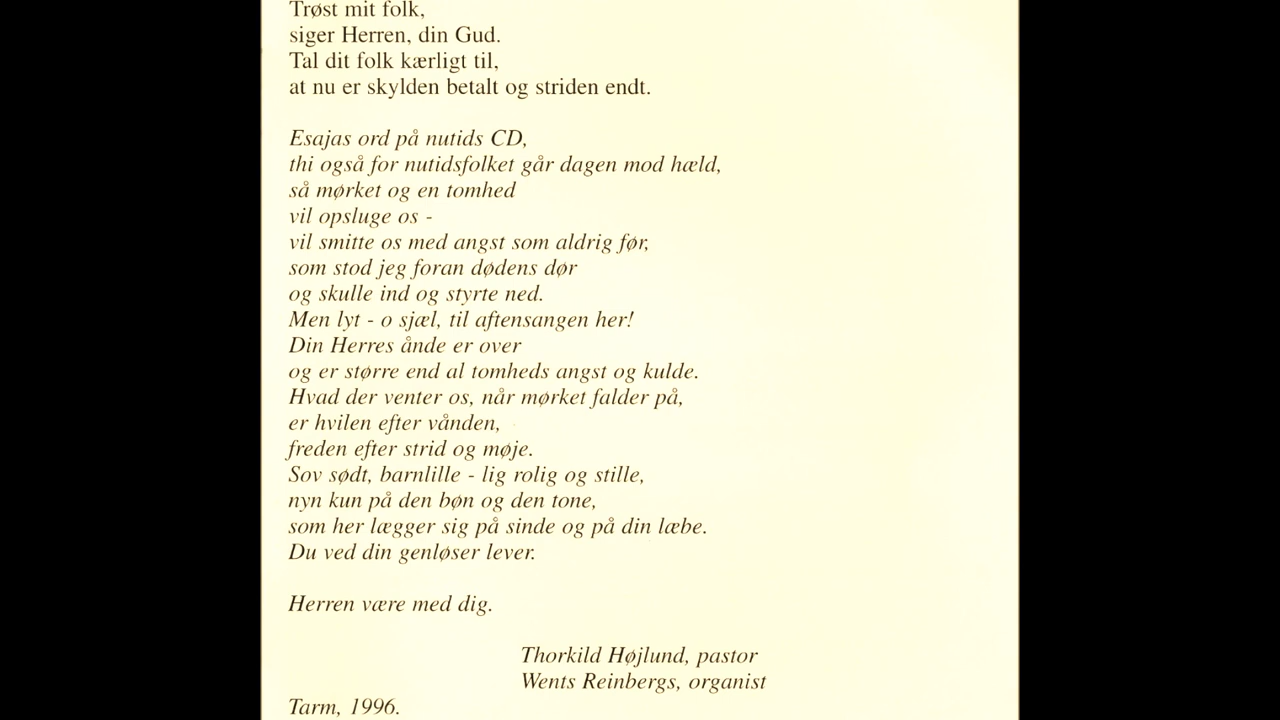 Trøst mit folk,
siger Herren, din Gud.
Tal dit folk kærligt til,
at nu er skylden betalt og striden endt.
Esajas ord på nutids CD,
thi også for nutidsfolket går dagen mod hæld,
så mørket og en tomhed
vil opsluge os -
vil smitte os med angst som aldrig før,
som stod jeg foran dødens dør
og skulle ind og styrte ned.
Men lyt - o sjæl, til aftensangen her!
Din Herres ånde er over
og er større end al tomheds angst og kulde.
Hvad der venter os, når mørket falder på,
er hvilen efter vånden,
freden efter strid og møje.
Sov sødt, barnlille - lig rolig og stille,
nyn kun på den bøn og den tone,
som her lægger sig på sinde og på din læbe.
Du ved din genløser lever.
Herren være med dig.
Thorkild Højlund, pastor
Wents Reinbergs, organist
Tarm, 1996.